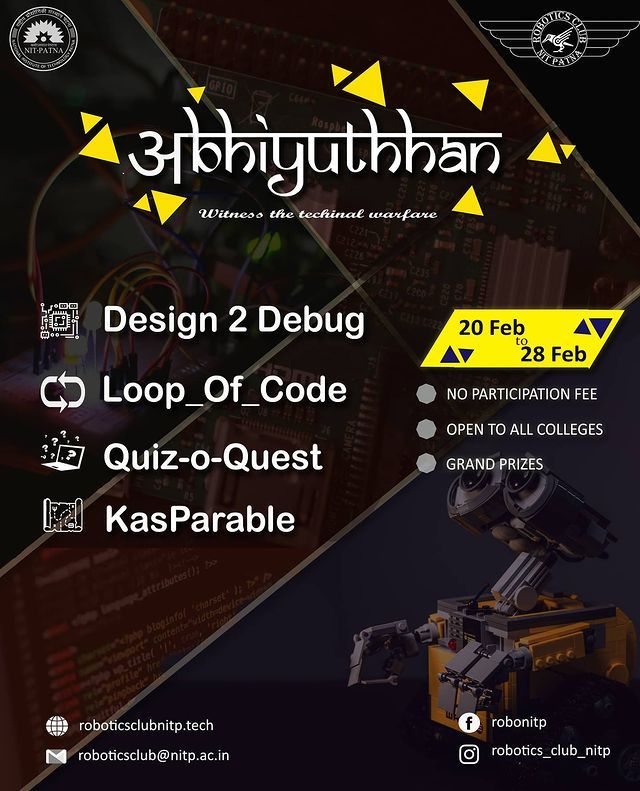 NIT-PATNA
ROBOTICS CLUB
NIT PATNA
GPIO
अbhiyuthhan
Witness the techinal warfare
Design 2 Debug
Loop_Of_Code
Quiz-o-Quest
KasParable
20 Feb
to
28 Feb
NO PARTICIPATION FEE
OPEN TO ALL COLLEGES
GRAND PRIZES
roboticsclubnitp.tech
roboticsclub@nitp.ac.in
robonitp
robotics_club_nitp